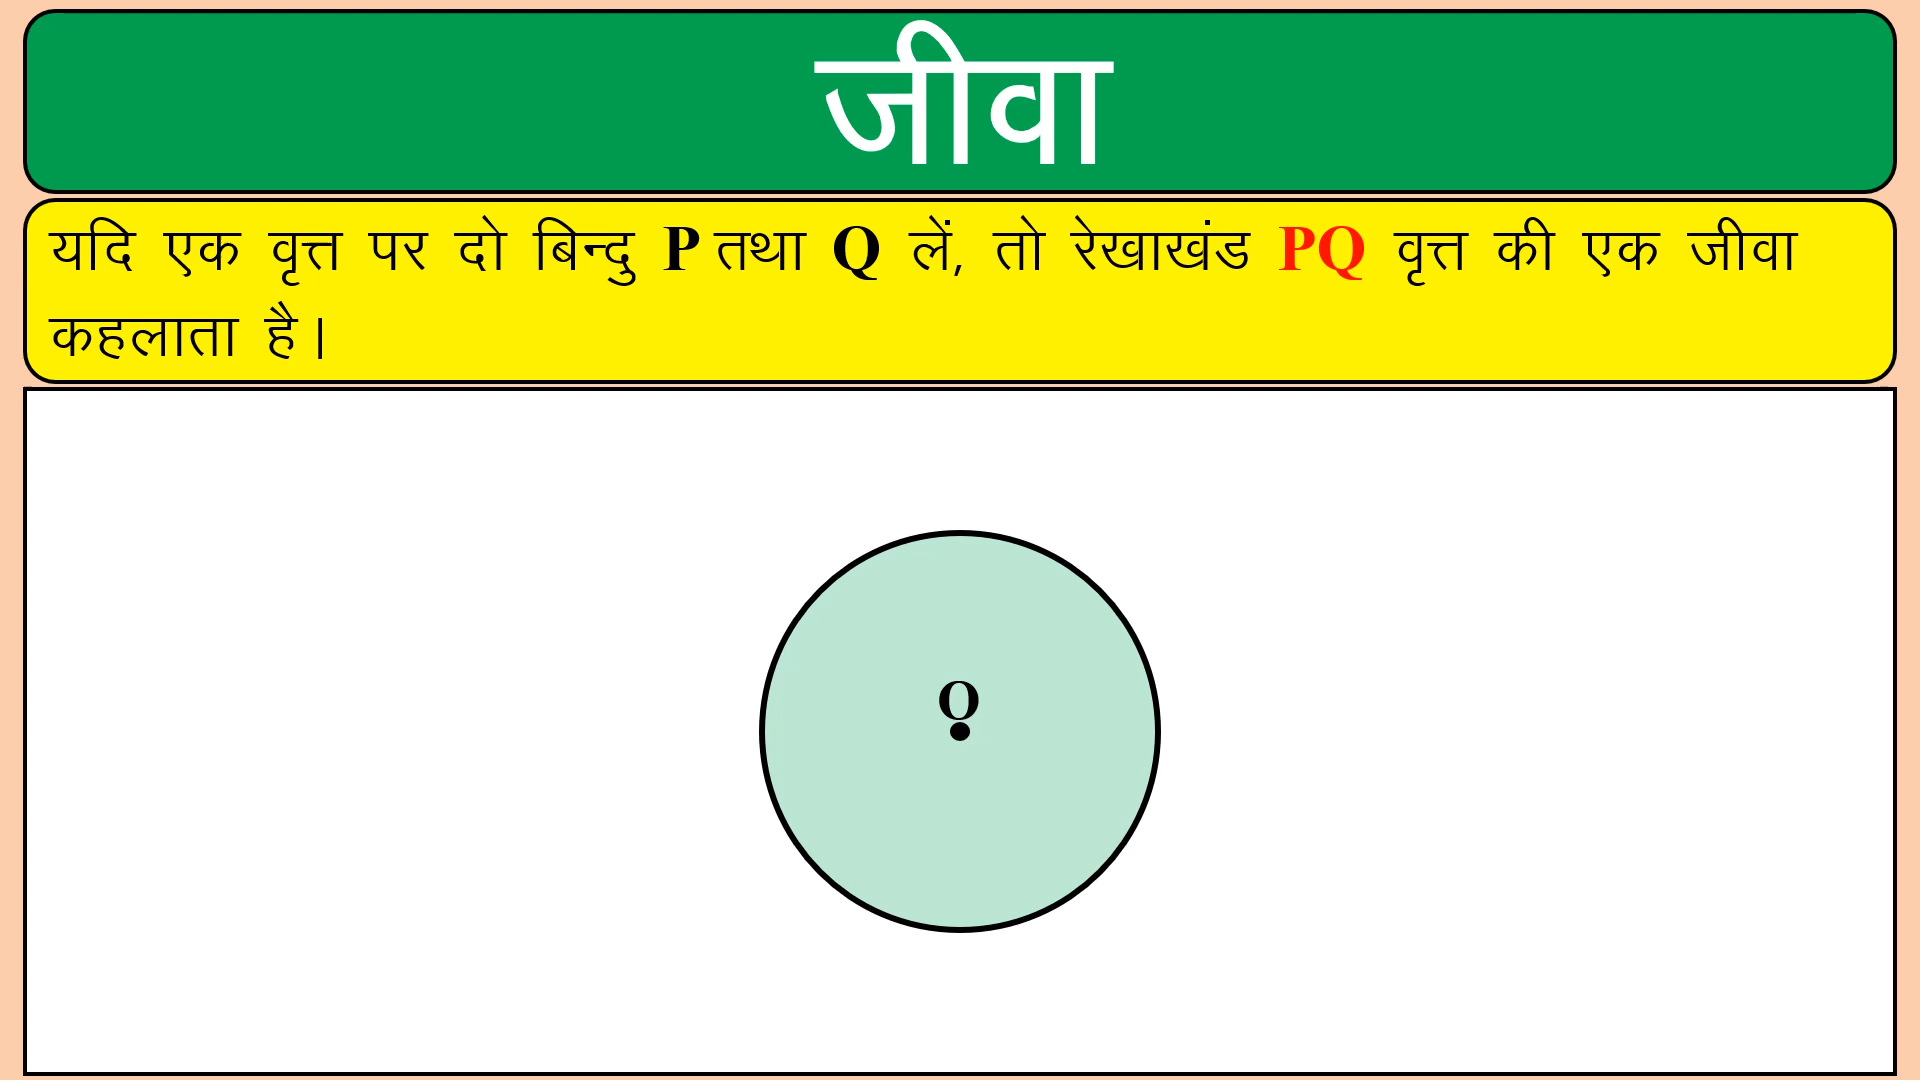 जीवा
यदि एक वृत्त पर दो बिन्दु P तथा Q लें, तो रेखाखंड PQ वृत्त की एक जीवा
कहलाता है।
O